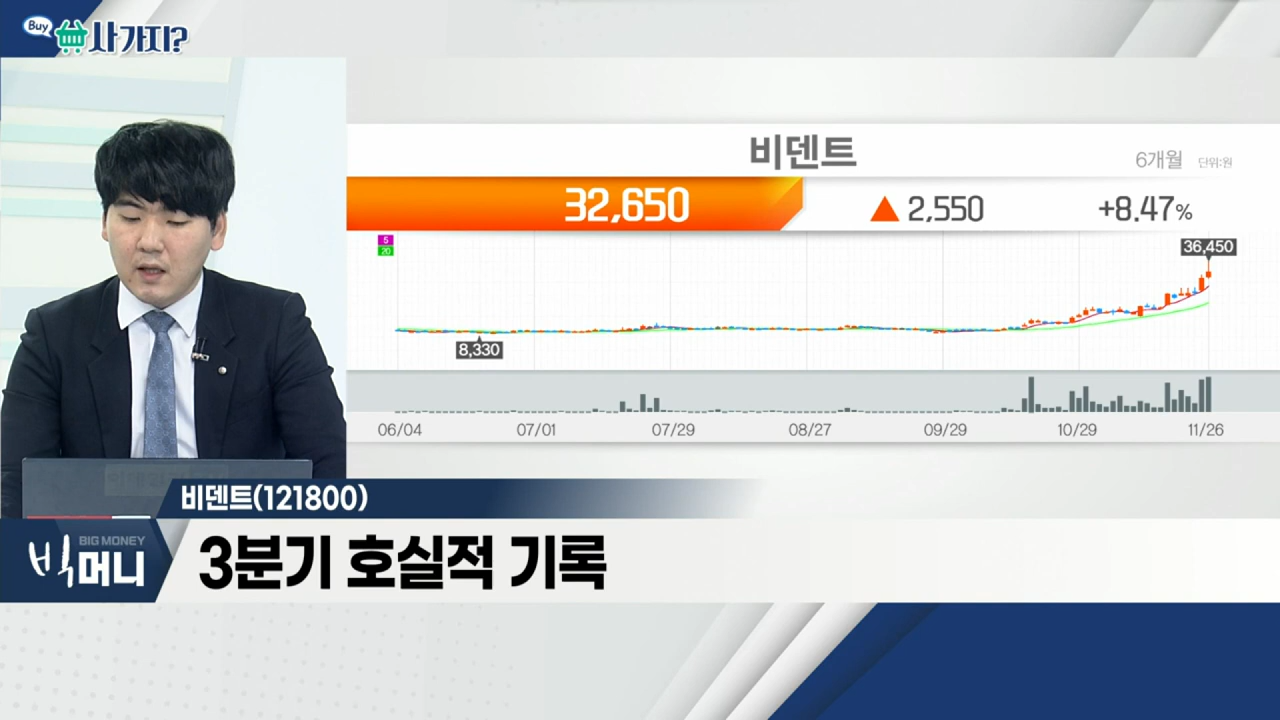 Buy 사가지?
비덴트
6개월 단위:원
32,650 ▲ 2,550 +8.47%
5
20
36,450
8,330
06/04 07/01 07/29 08/27 09/29 10/29 11/26
비덴트(121800)
BIG MONEY
빅머니
3분기 호실적 기록